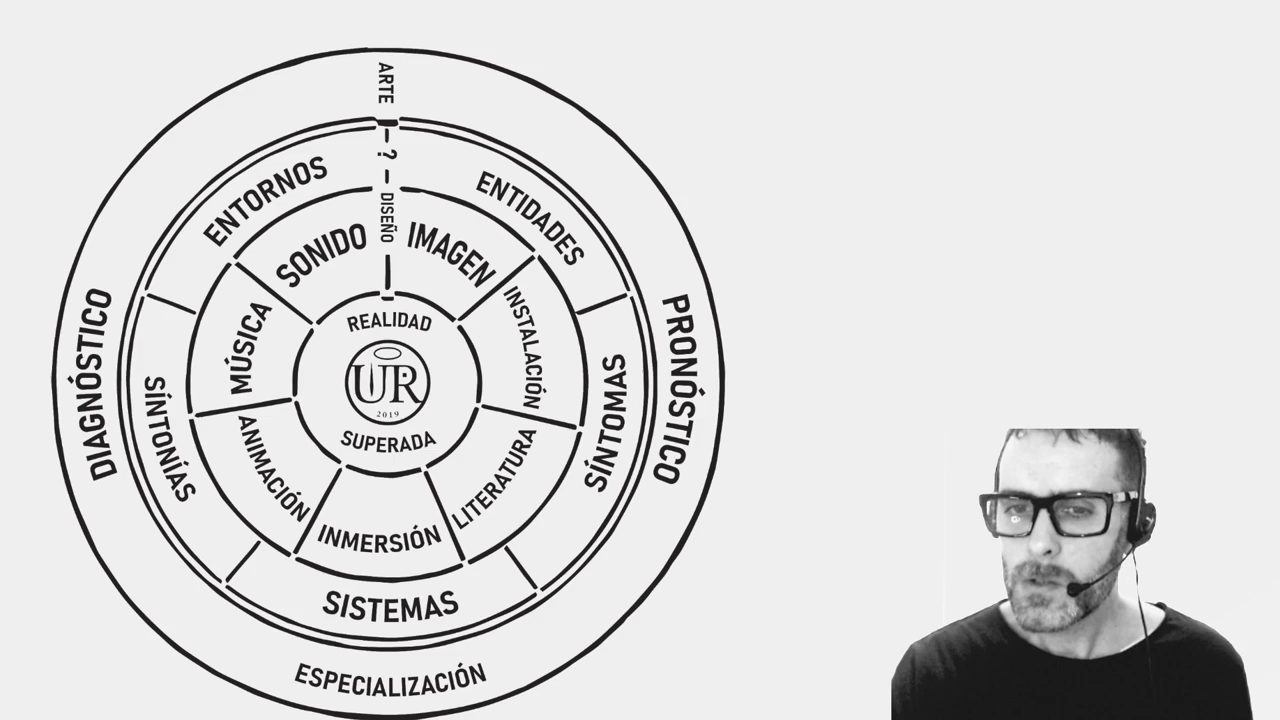 ARTE
?
DISEÑO
ENTORNOS
ENTIDADES
SONIDO
IMAGEN
DIAGNÓSTICO
PRONÓSTICO
MÚSICA
INSTALACIÓN
REALIDAD
UR
2019
SUPERADA
SÍNTONÍAS
SÍNTOMAS
ANIMACIÓN
LITERATURA
INMERSIÓN
SISTEMAS
ESPECIALIZACIÓN